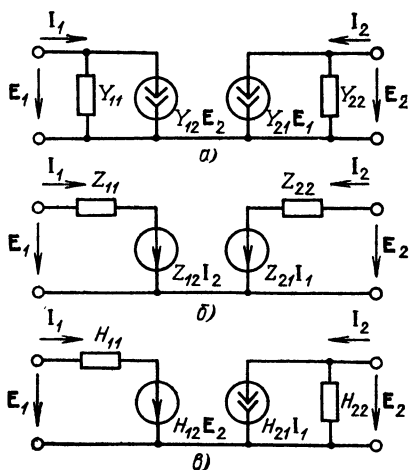 I₁ I₂
E₁ Y₁₁ Y₁₂E₂ Y₂₁E₁ Y₂₂ E₂
а)
I₁ Z₁₁ Z₂₂ I₂
E₁ Z₁₂I₂ Z₂₁I₁ E₂
б)
I₁ H₁₁ I₂
E₁ H₁₂E₂ H₂₁I₁ H₂₂ E₂
в)